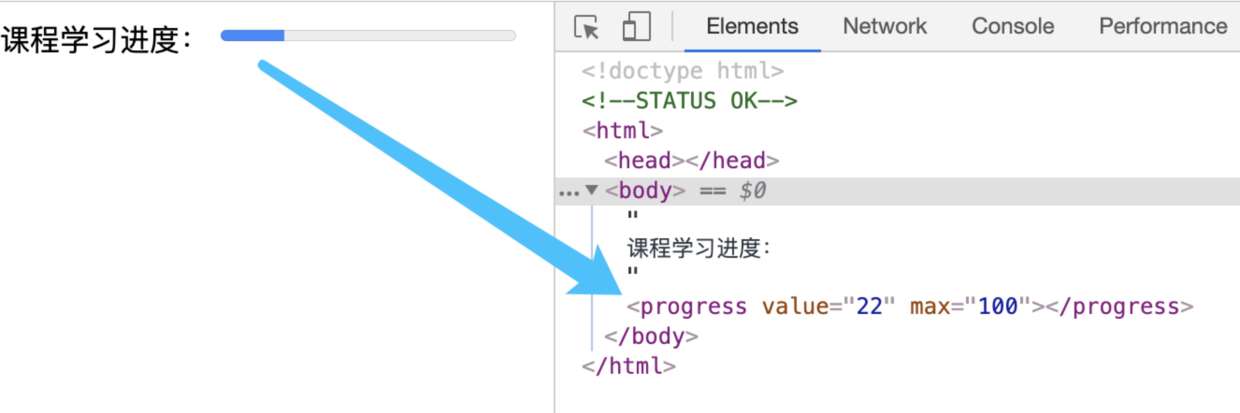 课程学习进度：
Elements Network Console Performance
<!doctype html>
<!--STATUS OK-->
<html>
<head></head>
... ▼ <body> == $0
"
课程学习进度：
"
<progress value="22" max="100"></progress>
</body>
</html>